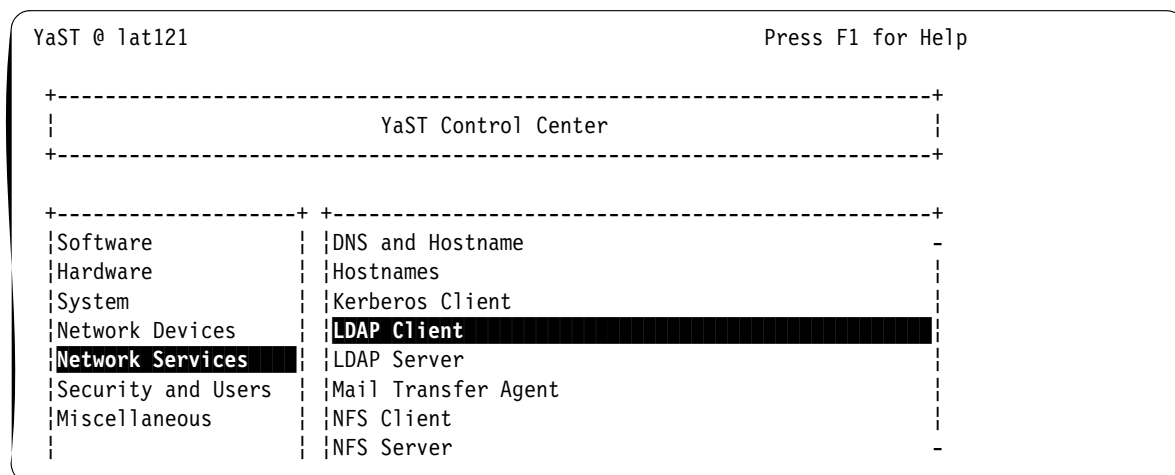 YaST @ lat121 Press F1 for Help
+--------------------------------------------------------------------------+
¦ YaST Control Center ¦
+--------------------------------------------------------------------------+
+--------------------+ +---------------------------------------------------+
¦Software ¦ ¦DNS and Hostname -
¦Hardware ¦ ¦Hostnames ¦
¦System ¦ ¦Kerberos Client ¦
¦Network Devices ¦ ¦LDAP Client ¦
¦Network Services ¦ ¦LDAP Server ¦
¦Security and Users ¦ ¦Mail Transfer Agent ¦
¦Miscellaneous ¦ ¦NFS Client ¦
¦ ¦ ¦NFS Server -